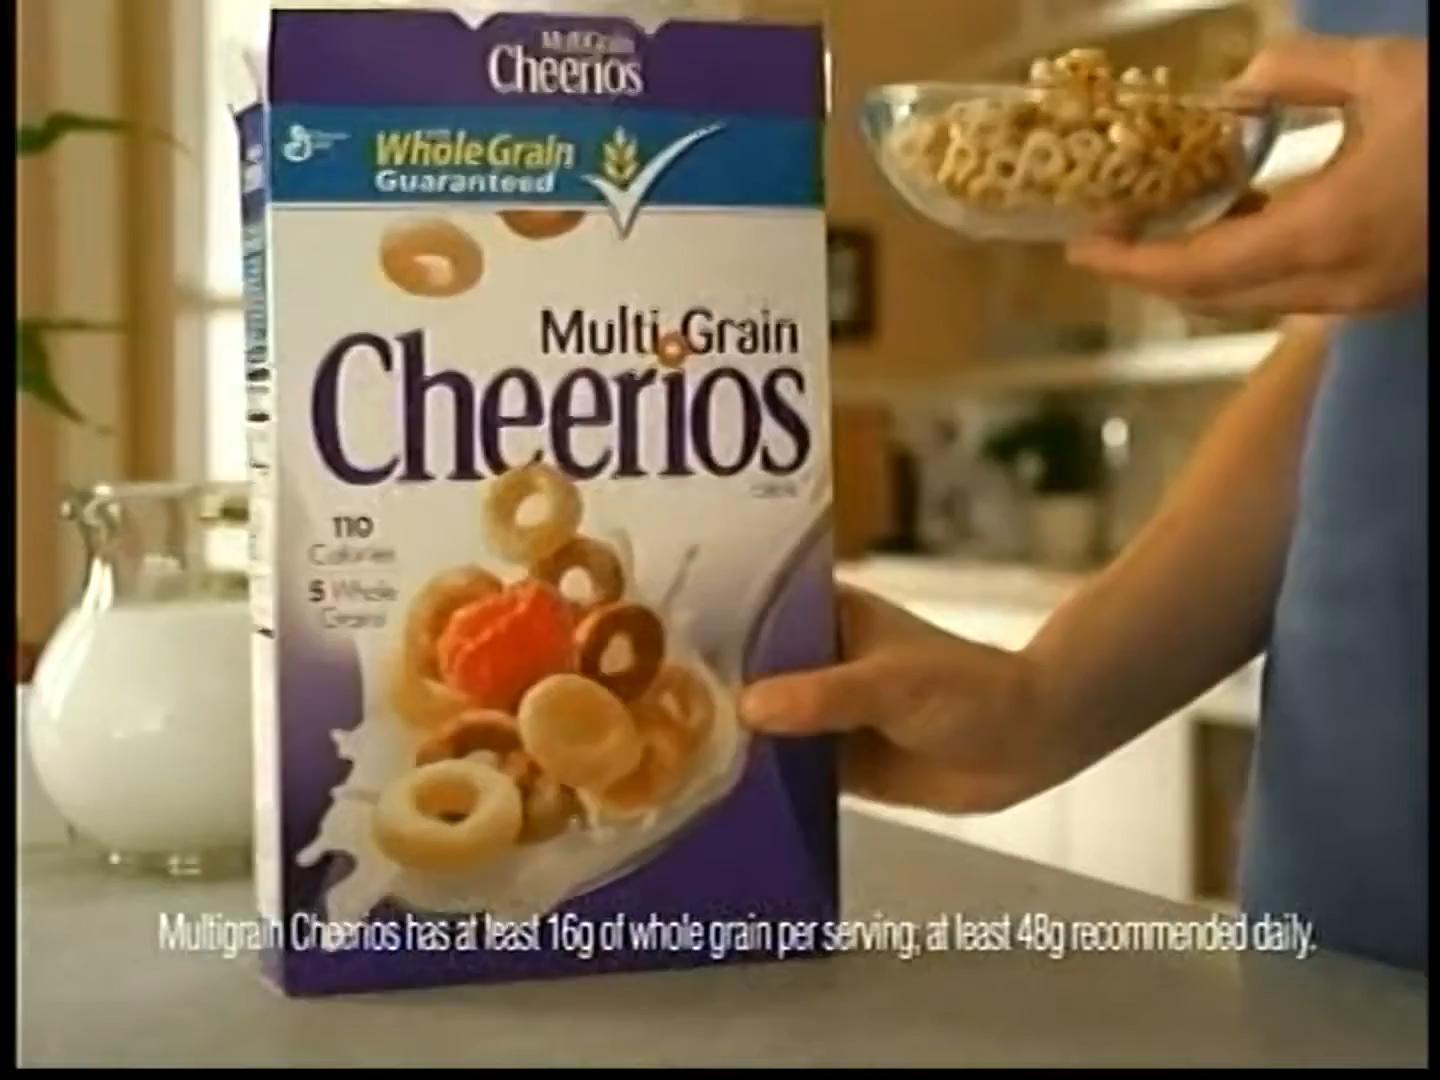 MultiGrain
Cheerios
Whole Grain
Guaranteed
Multi Grain
Cheerios
110
Calories
5 Whole
Grains
Multigrain Cheerios has at least 16g of whole grain per serving; at least 48g recommended daily.